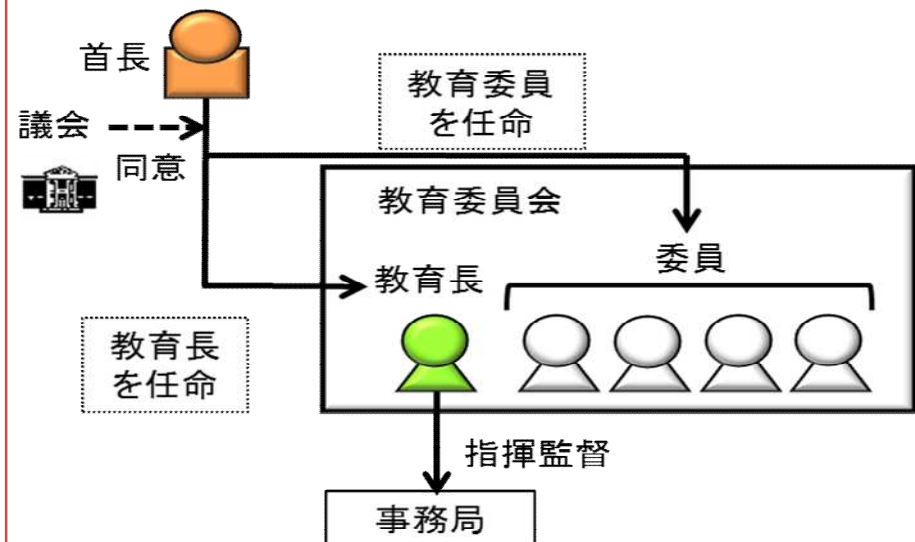 首長
教育委員
を任命
議会
同意
教育委員会
委員
教育長
教育長
を任命
指揮監督
事務局